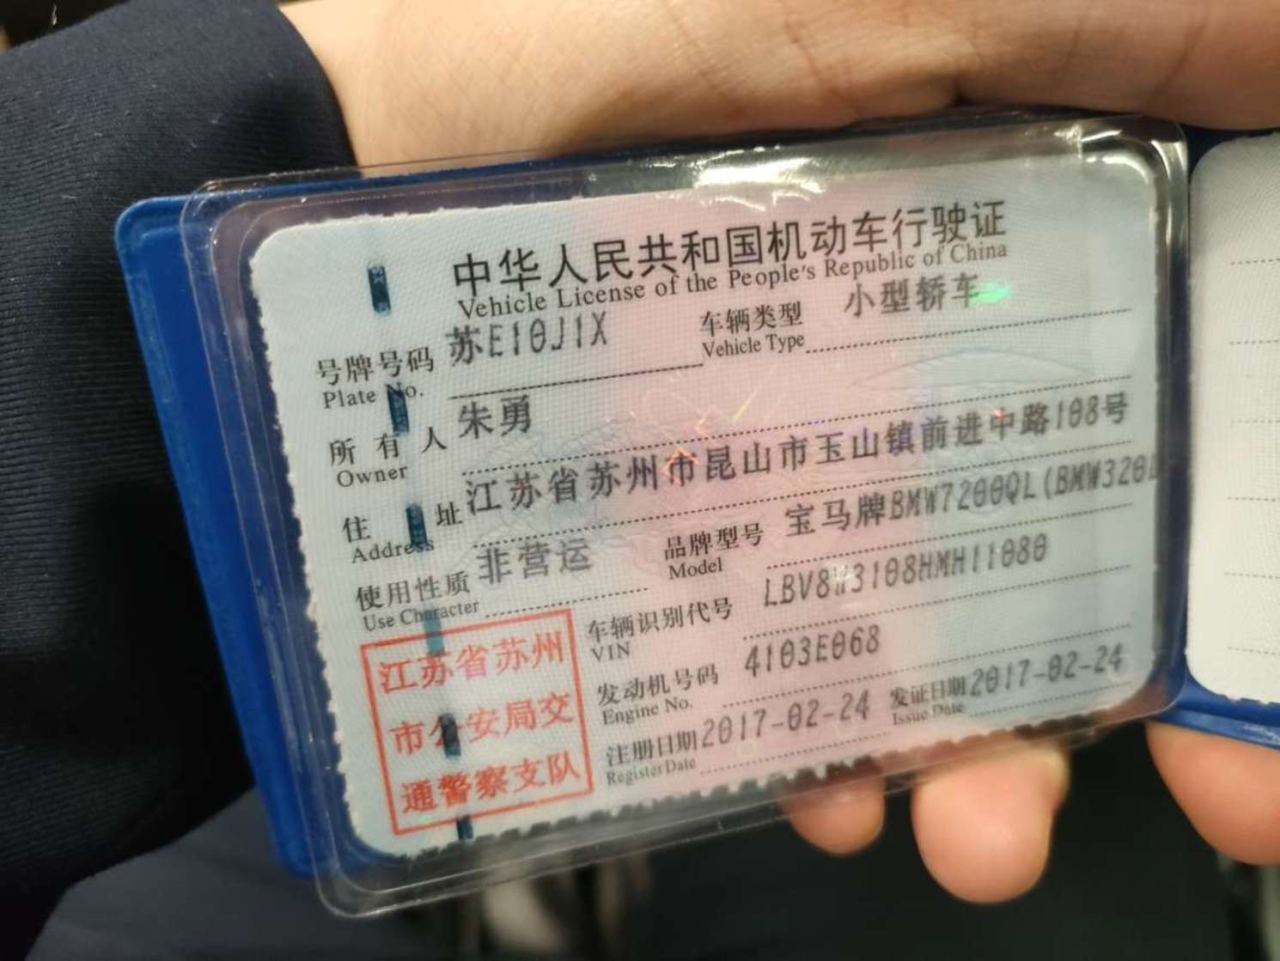 中华人民共和国机动车行驶证
Vehicle License of the People's Republic of China
号牌号码 苏E10J1X 车辆类型 小型轿车
Plate No. Vehicle Type
所有人 朱勇
Owner
住址 江苏省苏州市昆山市玉山镇前进中路108号
Address
使用性质 非营运 品牌型号 宝马牌BMW7200QL(BMW320L
Use Character Model
车辆识别代号 LBV8W3108HMH11080
VIN
发动机号码 4103E068
Engine No.
注册日期 2017-02-24 发证日期 2017-02-24
Register Date Issue Date
江苏省苏州
市公安局交
通警察支队